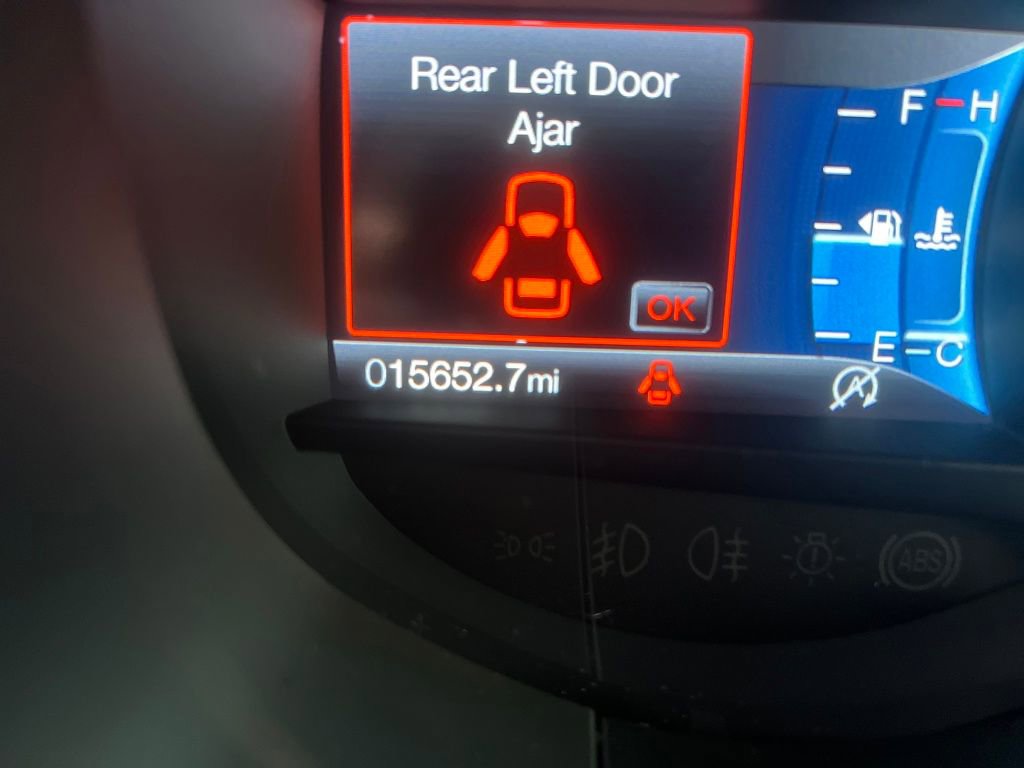 Rear Left Door
Ajar
OK
F
H
E
C
015652.7mi
A
ABS